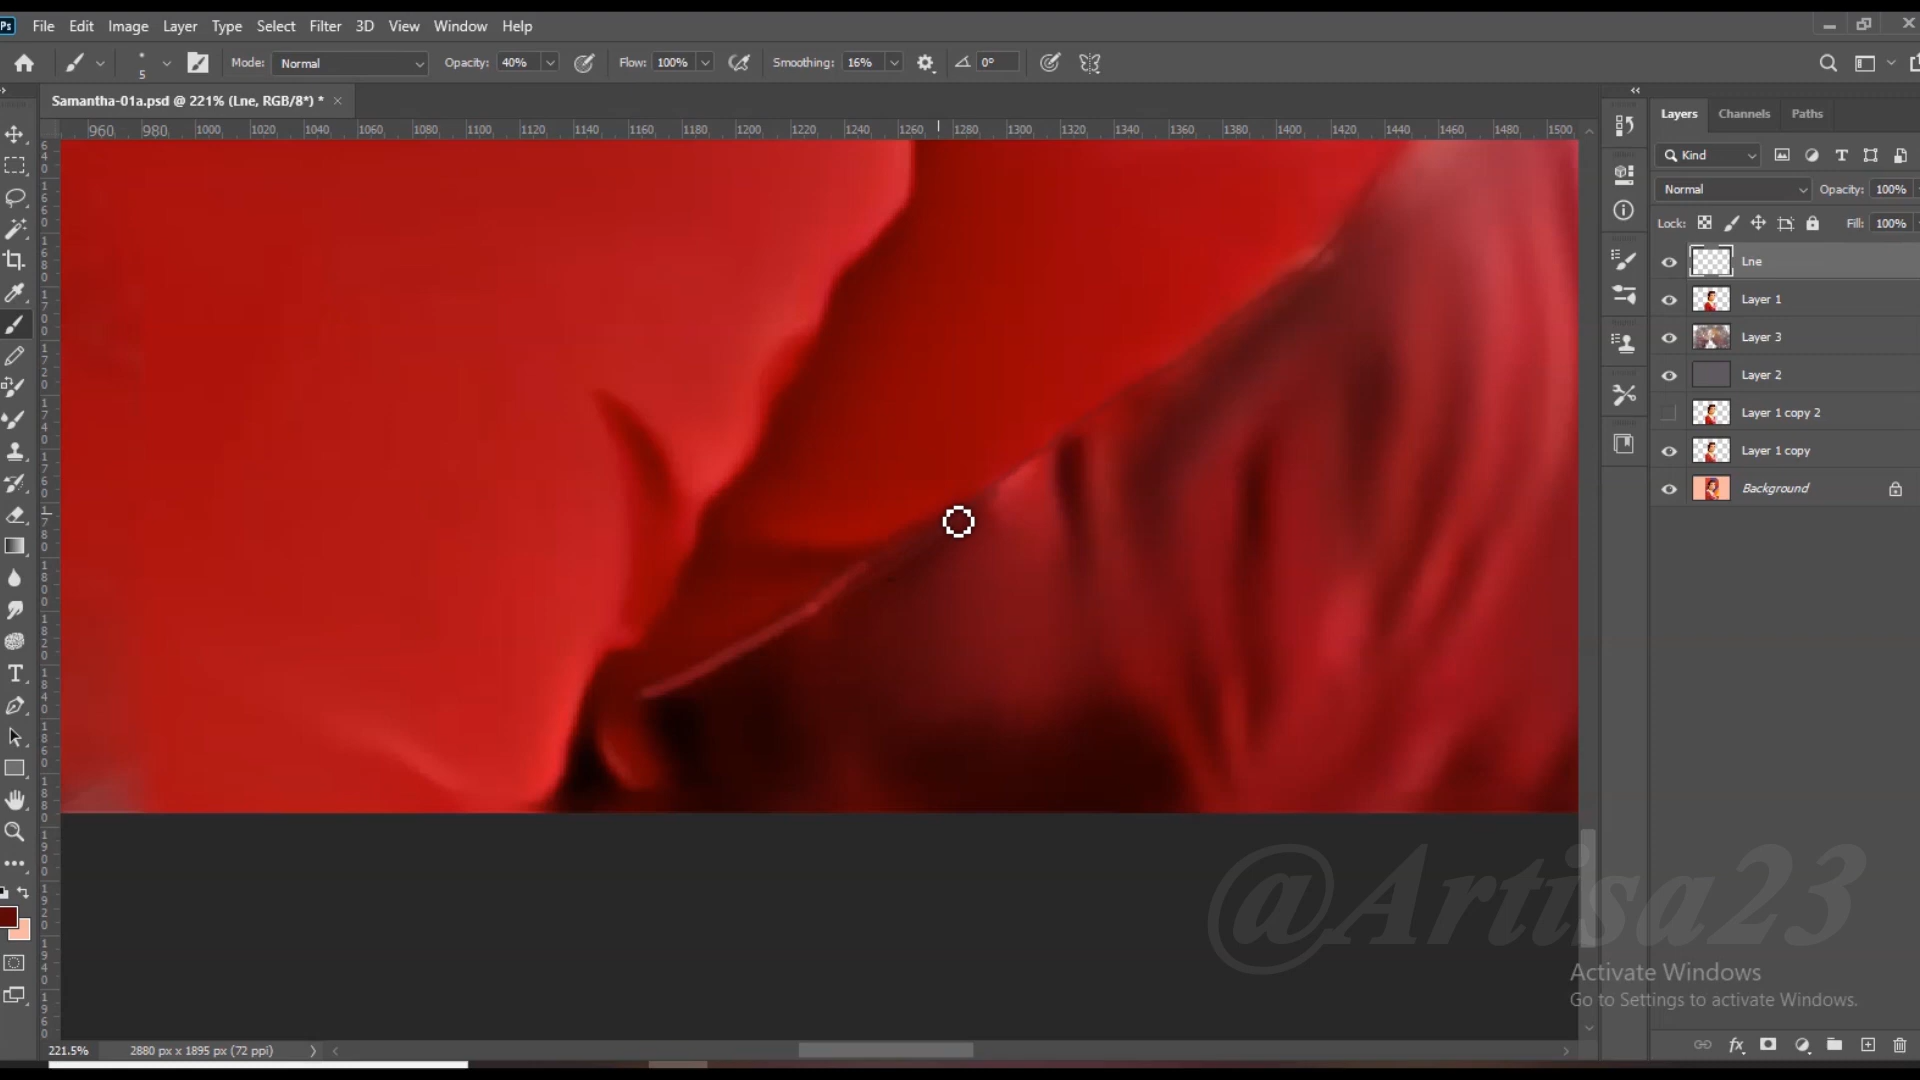 Ps File Edit Image Layer Type Select Filter 3D View Window Help
5 Mode: Normal Opacity: 40% Flow: 100% Smoothing: 16% 0°
Samantha-01a.psd @ 221% (Lne, RGB/8*) * ×
960 980 1000 1020 1040 1060 1080 1100 1120 1140 1160 1180 1200 1220 1240 1260 1280 1300 1320 1340 1360 1380 1400 1420 1440 1460 1480 1500
Layers Channels Paths
Kind
Normal Opacity: 100%
Lock: Fill: 100%
Lne
Layer 1
Layer 3
Layer 2
Layer 1 copy 2
Layer 1 copy
Background
@Artisa23
Activate Windows
Go to Settings to activate Windows.
221.5% 2880 px x 1895 px (72 ppi)